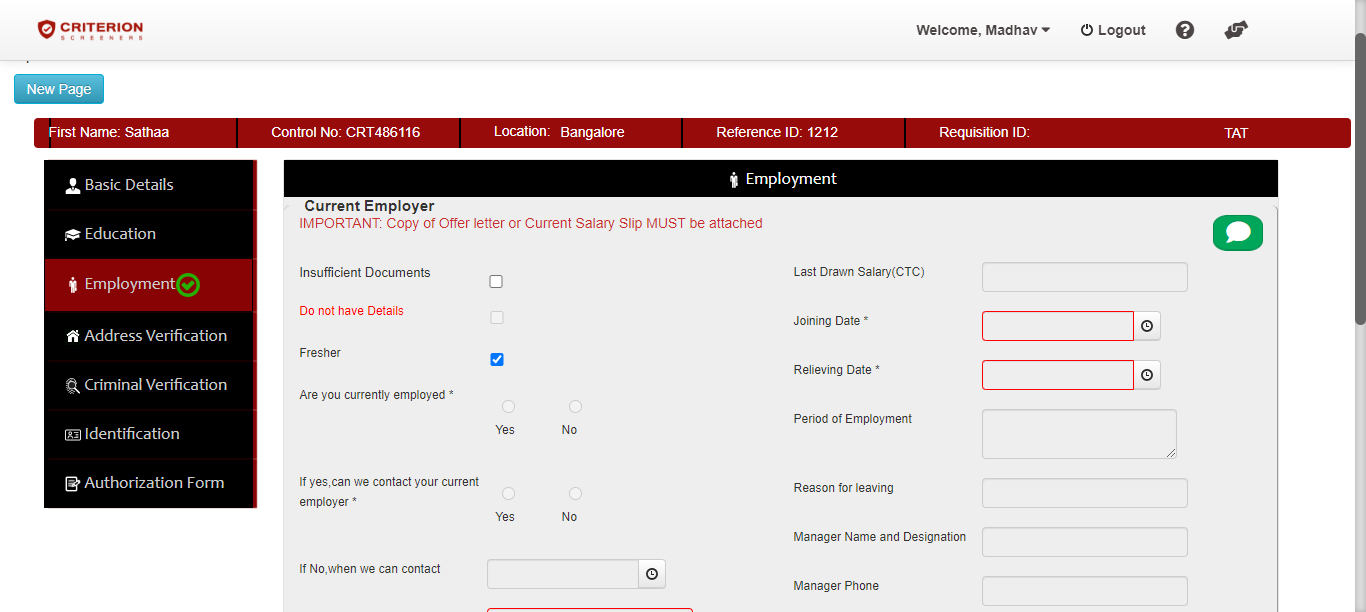 CRITERION
SCREENERS
Welcome, Madhav
Logout
New Page
First Name: Sathaa
Control No: CRT486116
Location: Bangalore
Reference ID: 1212
Requisition ID:
TAT
Basic Details
Education
Employment
Address Verification
Criminal Verification
Identification
Authorization Form
Employment
Current Employer
IMPORTANT: Copy of Offer letter or Current Salary Slip MUST be attached
Insufficient Documents
Do not have Details
Fresher
Are you currently employed *
Yes No
If yes,can we contact your current
employer *
Yes No
If No,when we can contact
Last Drawn Salary(CTC)
Joining Date *
Relieving Date *
Period of Employment
Reason for leaving
Manager Name and Designation
Manager Phone